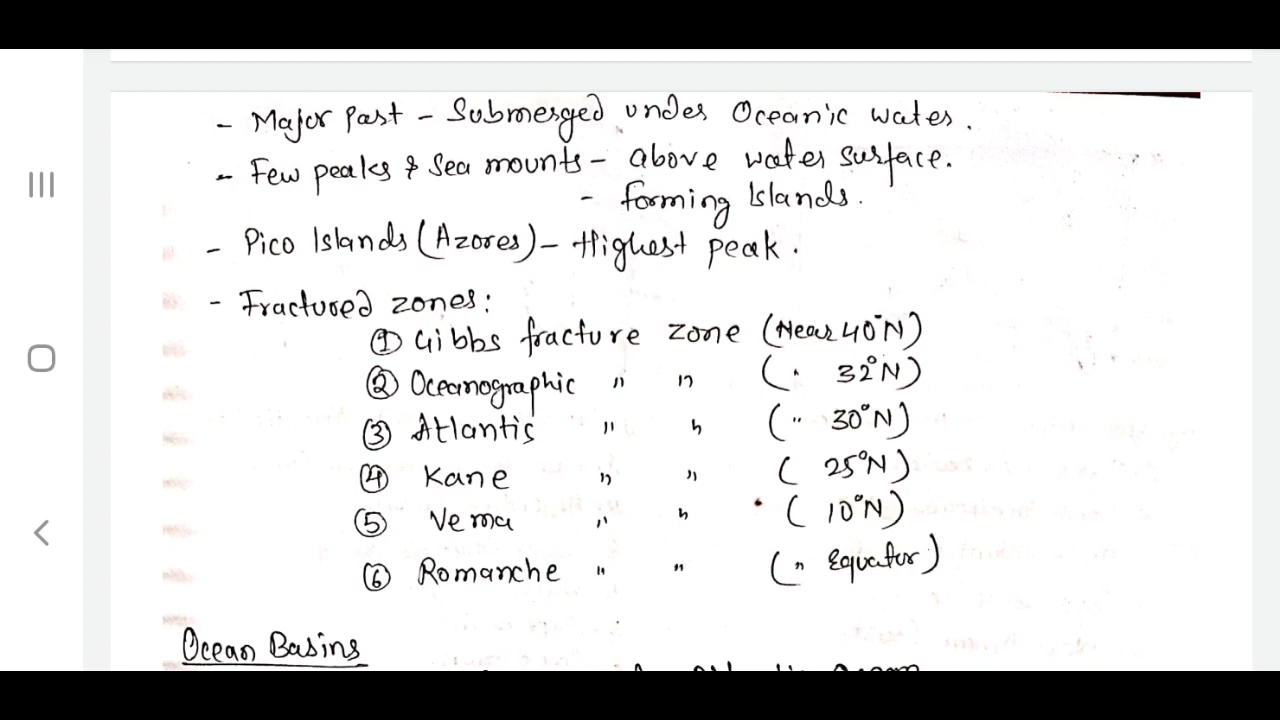 - Major Part - Submerged under Oceanic water.
- Few peaks & Sea mounts - above water surface.
- forming Islands.
- Pico Islands (Azores) - Highest peak.
- Fractured zones:
① Gibbs fracture zone (Near 40°N)
② Oceanographic " " ( " 32°N)
③ Atlantis " " ( " 30°N)
④ Kane " " ( 25°N)
⑤ Vema " " ( 10°N)
⑥ Romanche " " ( " Equator)
Ocean Basins